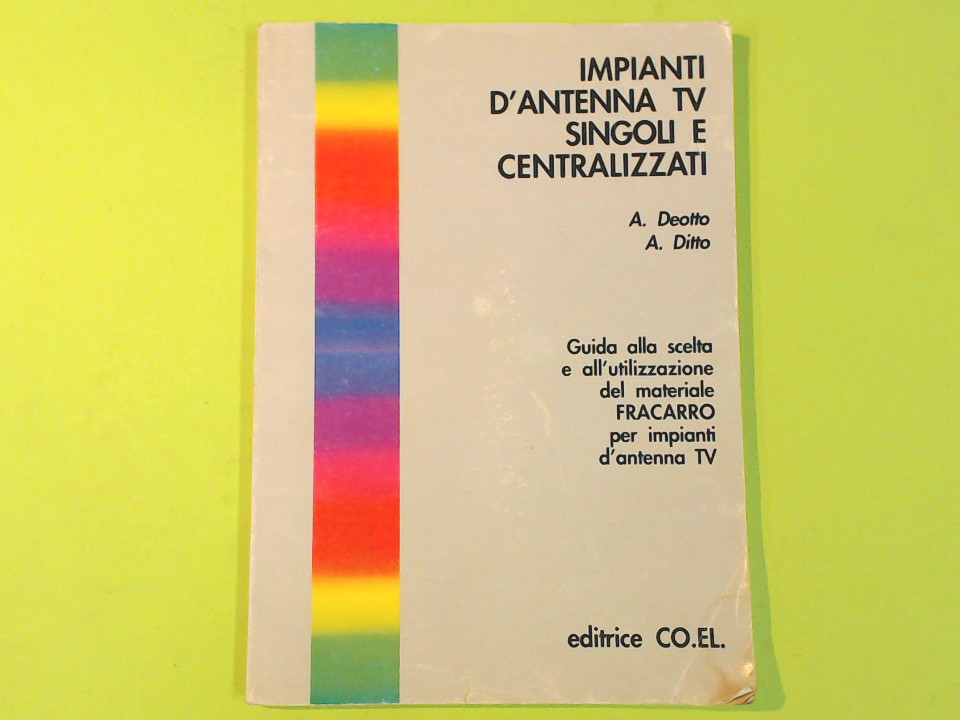 IMPIANTI
D'ANTENNA TV
SINGOLI E
CENTRALIZZATI
A. Deotto
A. Ditto
Guida alla scelta
e all'utilizzazione
del materiale
FRACARRO
per impianti
d'antenna TV
editrice CO.EL.